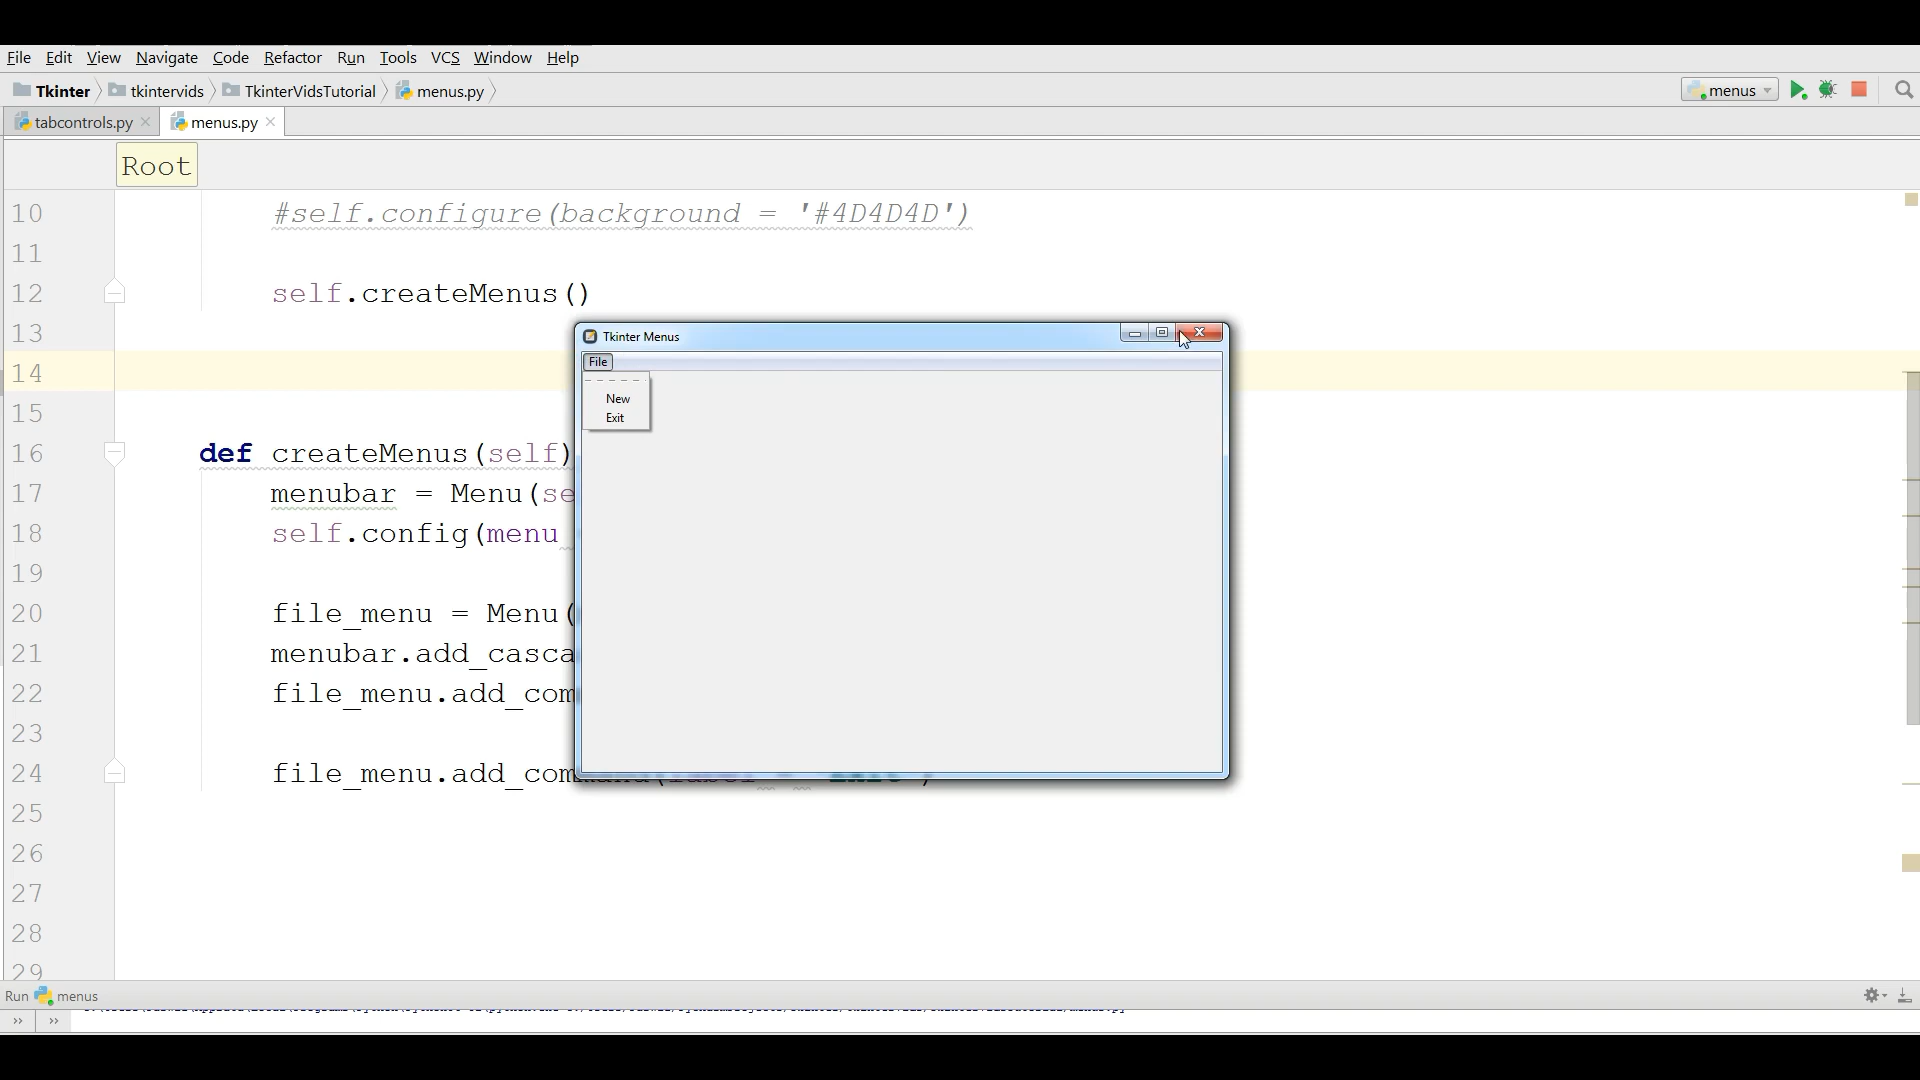 File Edit View Navigate Code Refactor Run Tools VCS Window Help
Tkinter tkintervids TkinterVidsTutorial menus.py menus
tabcontrols.py menus.py
Root
10 #self.configure(background = '#4D4D4D')
11
12 self.createMenus()
13
Tkinter Menus
File
14
New
Exit
15
16 def createMenus(self)
17 menubar = Menu(se
18 self.config(menu
19
20 file_menu = Menu(
21 menubar.add_casca
22 file_menu.add_com
23
24 file_menu.add_com
25
26
27
28
29
Run menus